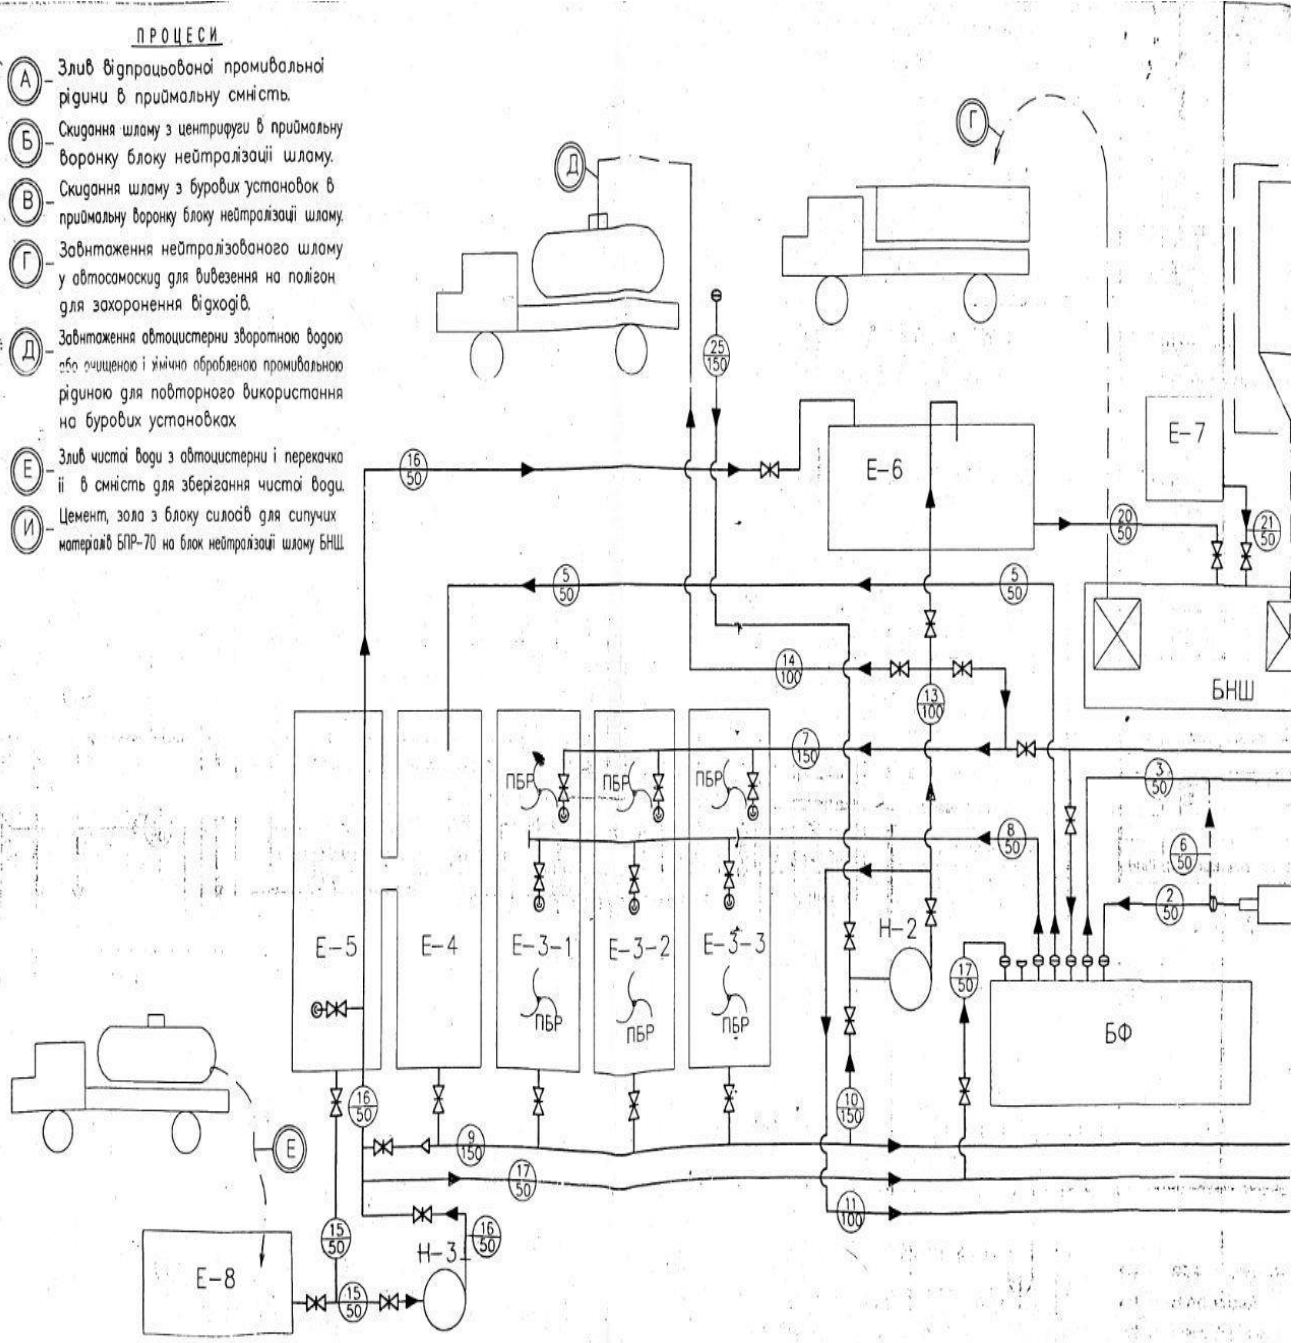 ПРОЦЕСИ
А - Злив відпрацьованої промивальної
рідини в приймальну ємність.
Б - Скидання шламу з центрифуги в приймальну
воронку блоку нейтралізації шламу.
В - Скидання шламу з бурових установок в
приймальну воронку блоку нейтралізації шламу.
Г - Завнтаження нейтралізованого шламу
у автосамоскид для вивезення на полігон
для захоронення відходів.
Д - Завнтаження автоцистерни зворотною водою
або очищеною і хімічно обробленою промивальною
рідиною для повторного використання
на бурових установках
Е - Злив чистої води з автоцистерни і перекачка
її в ємність для зберігання чистої води.
И - Цемент, зола з блоку силосів для сипучих
матеріалів БПР-70 на блок нейтралізації шламу БНШ
Г
Д
25
150
Е-7
16
50
Е-6
20
50
21
50
5
50
5
50
14
100
13
100
БНШ
7
150
3
50
ПБР
ПБР
ПБР
8
50
6
50
2
50
Е-5
Е-4
Е-3-1
Е-3-2
Е-3-3
Н-2
17
50
ПБР
ПБР
ПБР
БФ
16
50
10
150
9
150
Е
17
50
11
100
15
50
16
50
Н-3
Е-8
15
50